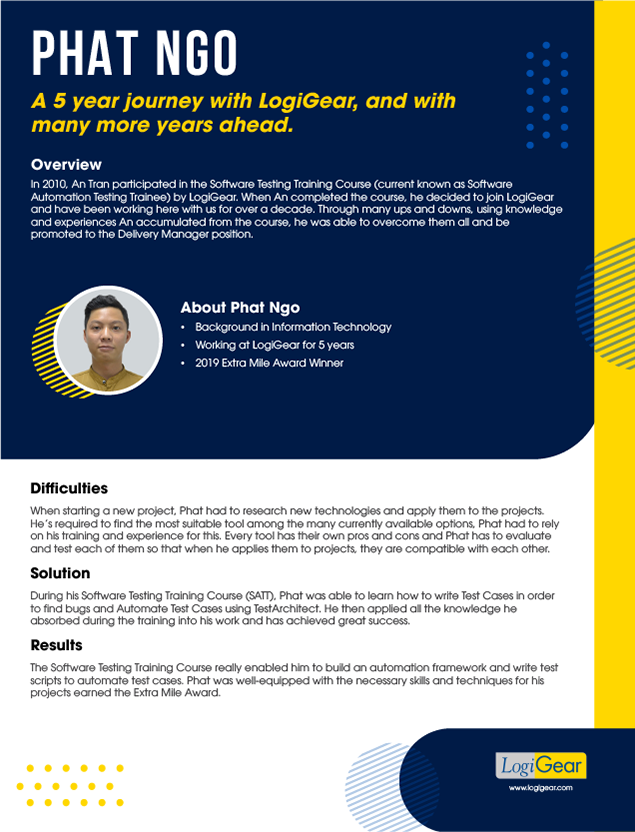 PHAT NGO
A 5 year journey with LogiGear, and with
many more years ahead.
Overview
In 2010, An Tran participated in the Software Testing Training Course (current known as Software
Automation Testing Trainee) by LogiGear. When An completed the course, he decided to join LogiGear
and have been working here with us for over a decade. Through many ups and downs, using knowledge
and experiences An accumulated from the course, he was able to overcome them all and be
promoted to the Delivery Manager position.
About Phat Ngo
• Background in Information Technology
• Working at LogiGear for 5 years
• 2019 Extra Mile Award Winner
Difficulties
When starting a new project, Phat had to research new technologies and apply them to the projects.
He's required to find the most suitable tool among the many currently available options, Phat had to rely
on his training and experience for this. Every tool has their own pros and cons and Phat has to evaluate
and test each of them so that when he applies them to projects, they are compatible with each other.
Solution
During his Software Testing Training Course (SATT), Phat was able to learn how to write Test Cases in order
to find bugs and Automate Test Cases using TestArchitect. He then applied all the knowledge he
absorbed during the training into his work and has achieved great success.
Results
The Software Testing Training Course really enabled him to build an automation framework and write test
scripts to automate test cases. Phat was well-equipped with the necessary skills and techniques for his
projects earned the Extra Mile Award.
LogiGear
www.logigear.com